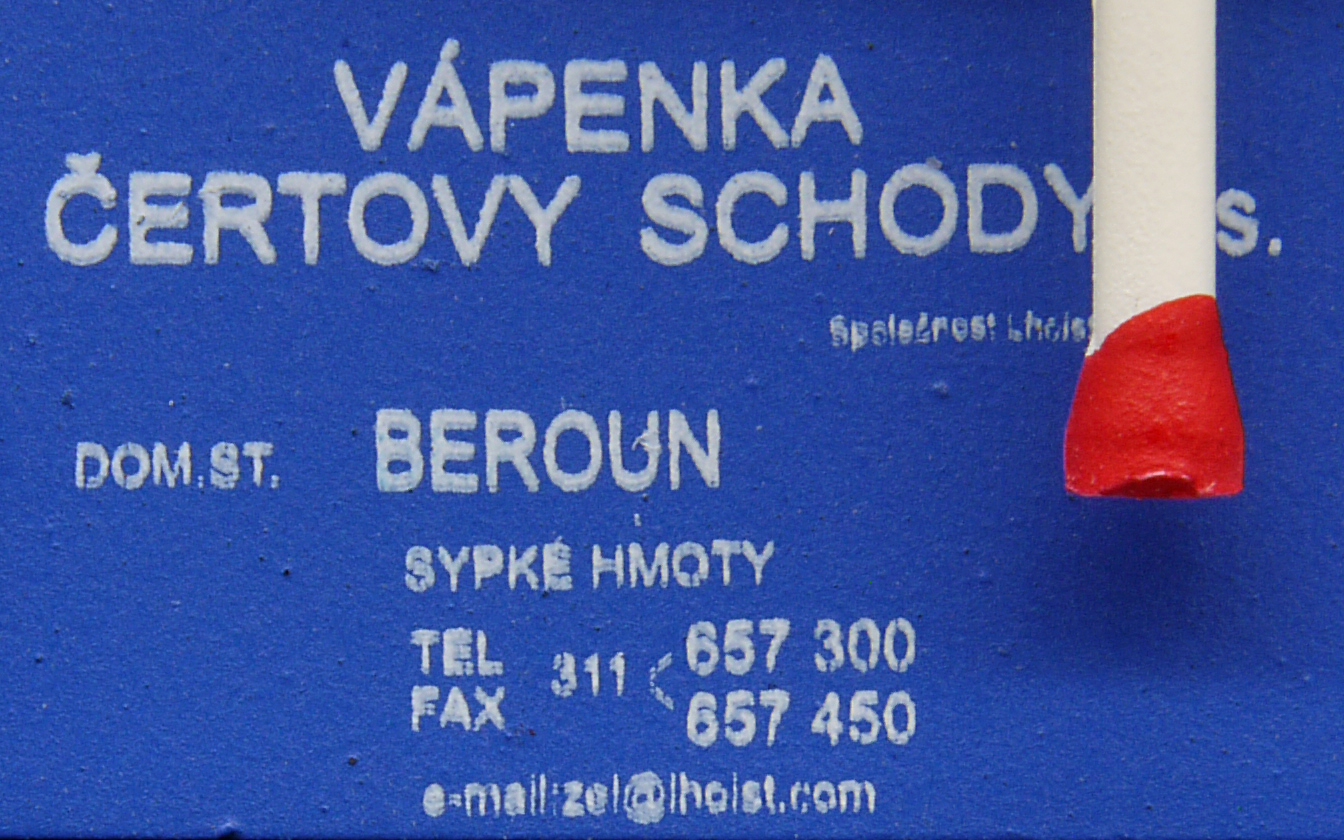 VÁPENKA
ČERTOVY SCHODY s.
Společnost Lhoist
DOM.ST. BEROUN
SYPKÉ HMOTY
TEL 311 657 300
FAX 657 450
e-mail:zel@lhoist.com